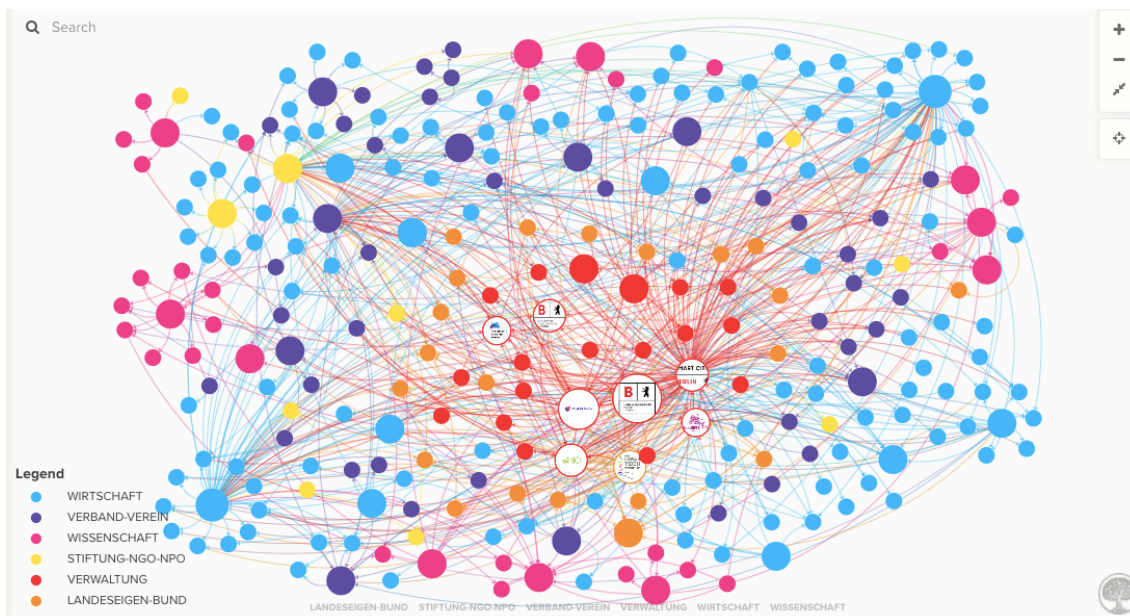 Search
B
B
BERLIN
TECH
Legend
WIRTSCHAFT
VERBAND-VEREIN
WISSENSCHAFT
STIFTUNG-NGO-NPO
VERWALTUNG
LANDESEIGEN-BUND
LANDESEIGEN-BUND STIFTUNG-NGO-NPO VERBAND-VEREIN VERWALTUNG WIRTSCHAFT WISSENSCHAFT